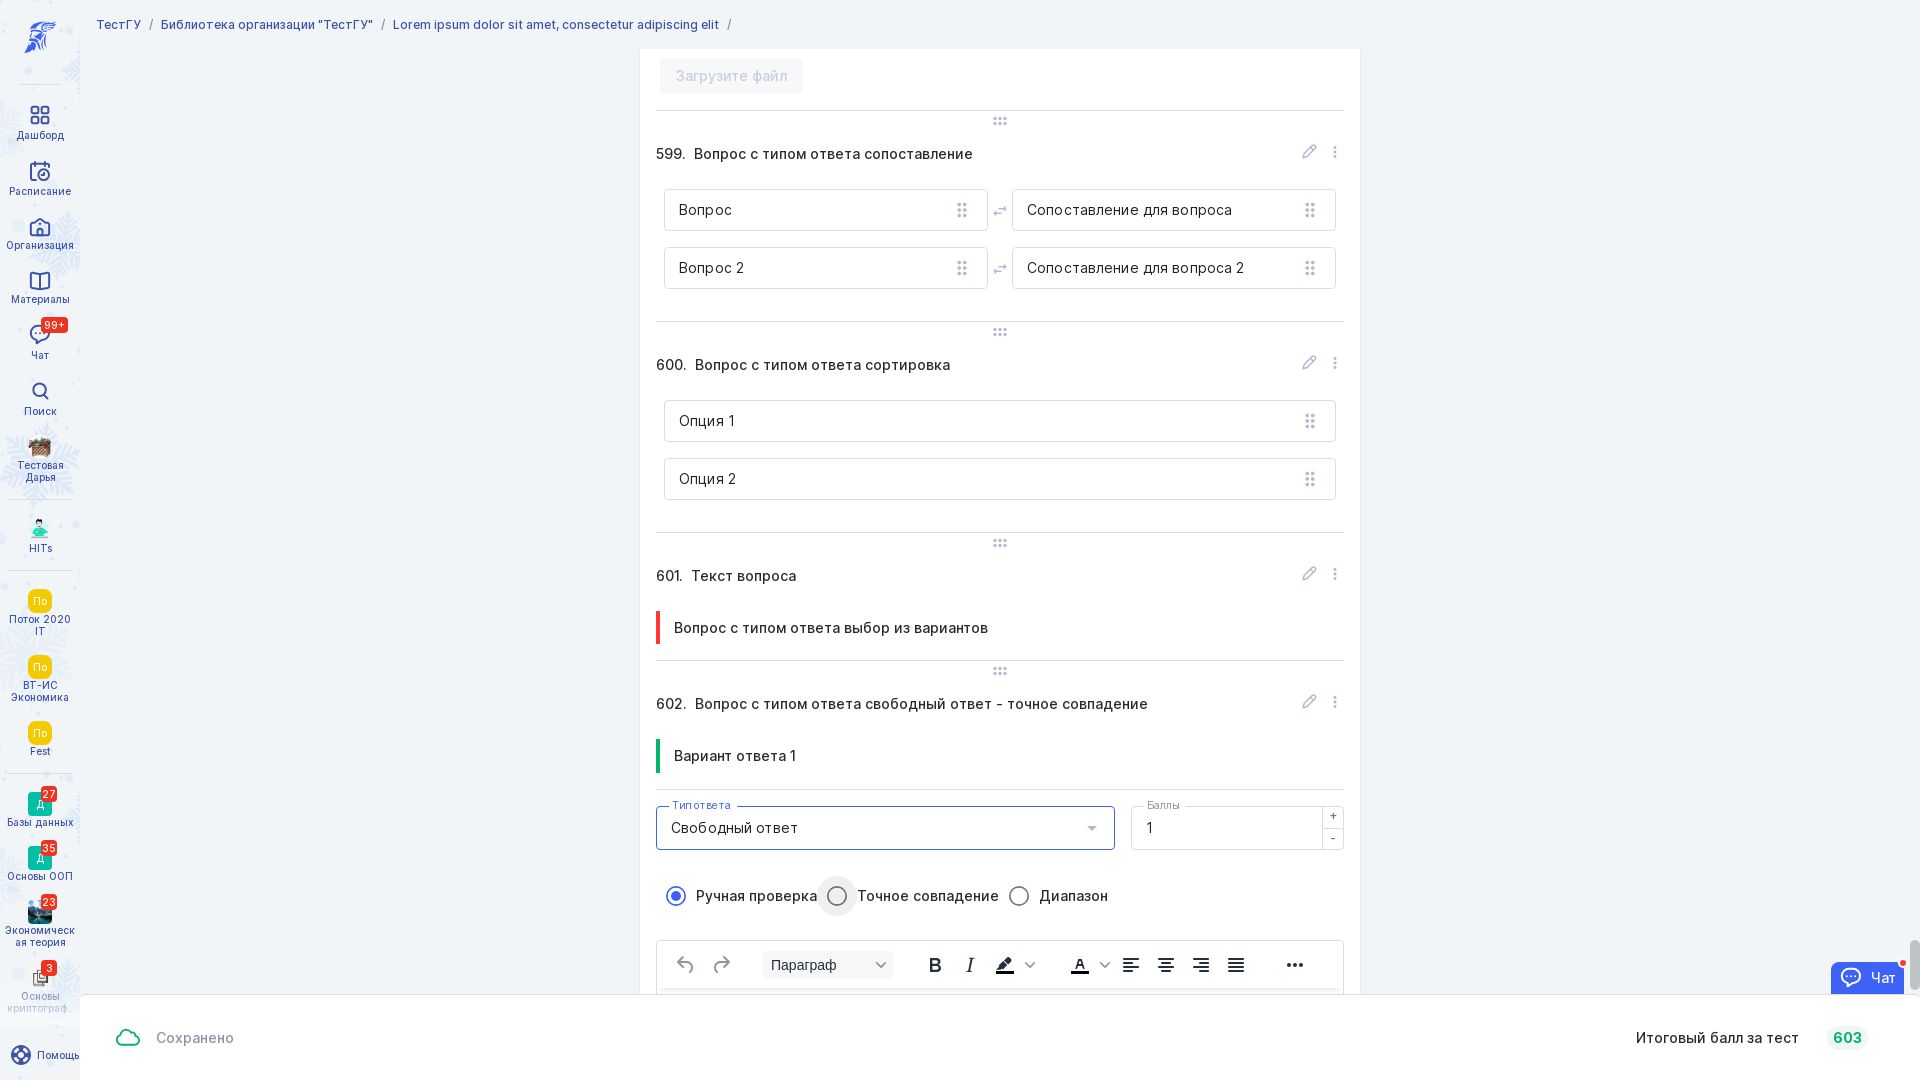 ТестГУ / Библиотека организации "ТестГУ" / Lorem ipsum dolor sit amet, consectetur adipiscing elit /
Дашборд
Расписание
Организация
Материалы
99+
Чат
Поиск
Тестовая
Дарья
HITs
По
Поток 2020
IT
По
ВТ-ИС
Экономика
По
Fest
27
Д
Базы данных
35
Д
Основы ООП
23
Экономическ
ая теория
3
Основы
криптограф...
Помощь
Загрузите файл
599. Вопрос с типом ответа сопоставление
Вопрос
Сопоставление для вопроса
Вопрос 2
Сопоставление для вопроса 2
600. Вопрос с типом ответа сортировка
Опция 1
Опция 2
601. Текст вопроса
Вопрос с типом ответа выбор из вариантов
602. Вопрос с типом ответа свободный ответ - точное совпадение
Вариант ответа 1
Тип ответа
Свободный ответ
Баллы
1
+
-
Ручная проверка
Точное совпадение
Диапазон
Параграф
B I A
Чат
Сохранено
Итоговый балл за тест 603